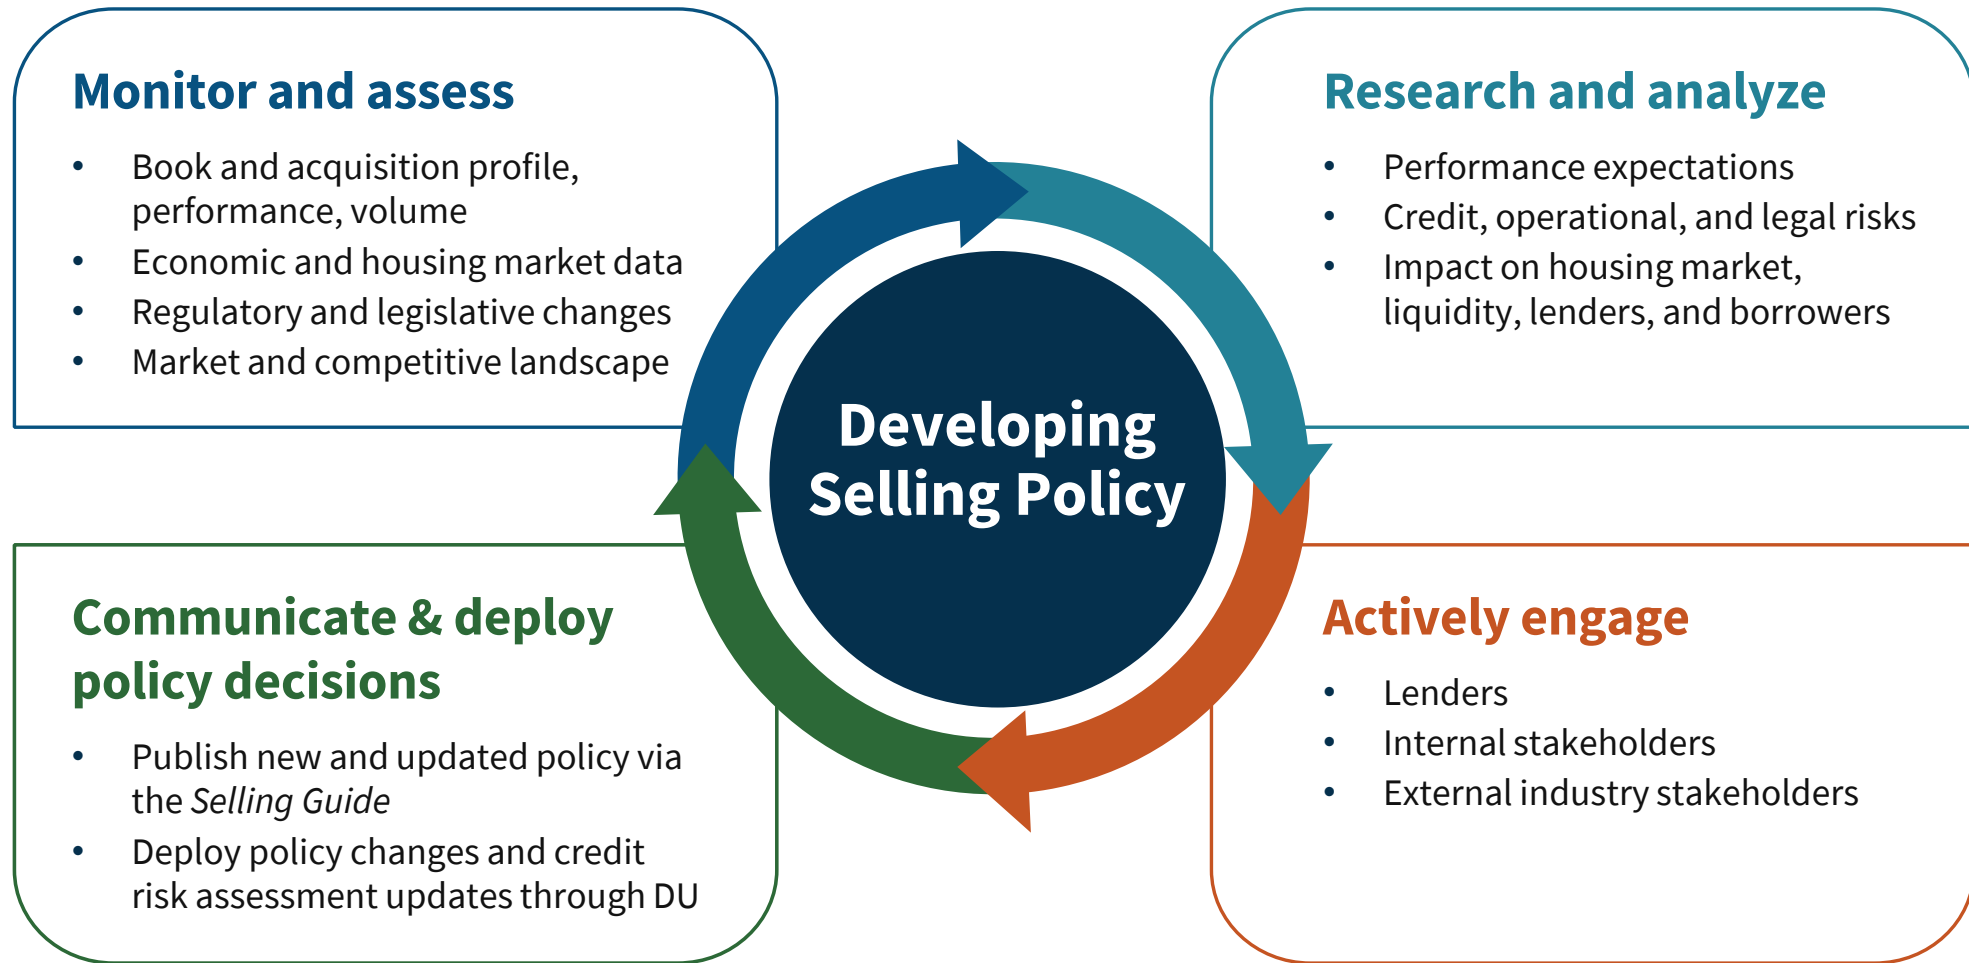 Monitor and assess
• Book and acquisition profile,
performance, volume
• Economic and housing market data
• Regulatory and legislative changes
• Market and competitive landscape
Research and analyze
• Performance expectations
• Credit, operational, and legal risks
• Impact on housing market,
liquidity, lenders, and borrowers
Developing
Selling Policy
Communicate & deploy
policy decisions
• Publish new and updated policy via
the Selling Guide
• Deploy policy changes and credit
risk assessment updates through DU
Actively engage
• Lenders
• Internal stakeholders
• External industry stakeholders